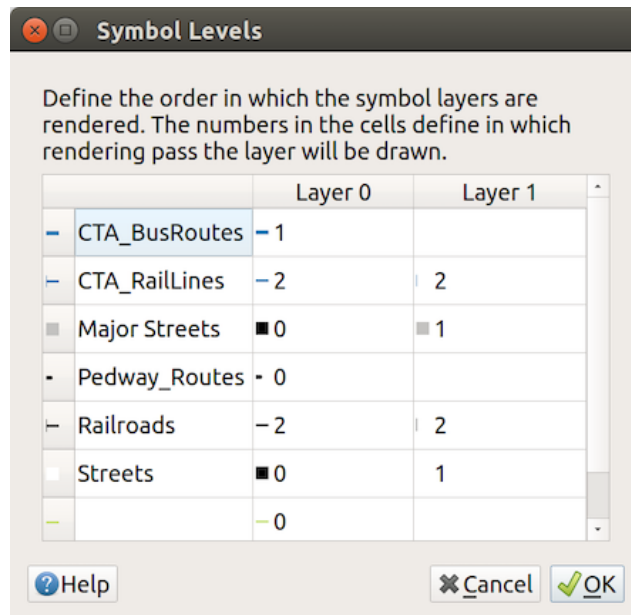 Symbol Levels
Define the order in which the symbol layers are
rendered. The numbers in the cells define in which
rendering pass the layer will be drawn.
Layer 0 Layer 1
CTA_BusRoutes 1
CTA_RailLines 2 2
Major Streets 0 1
Pedway_Routes 0
Railroads 2 2
Streets 0 1
0
Help Cancel OK